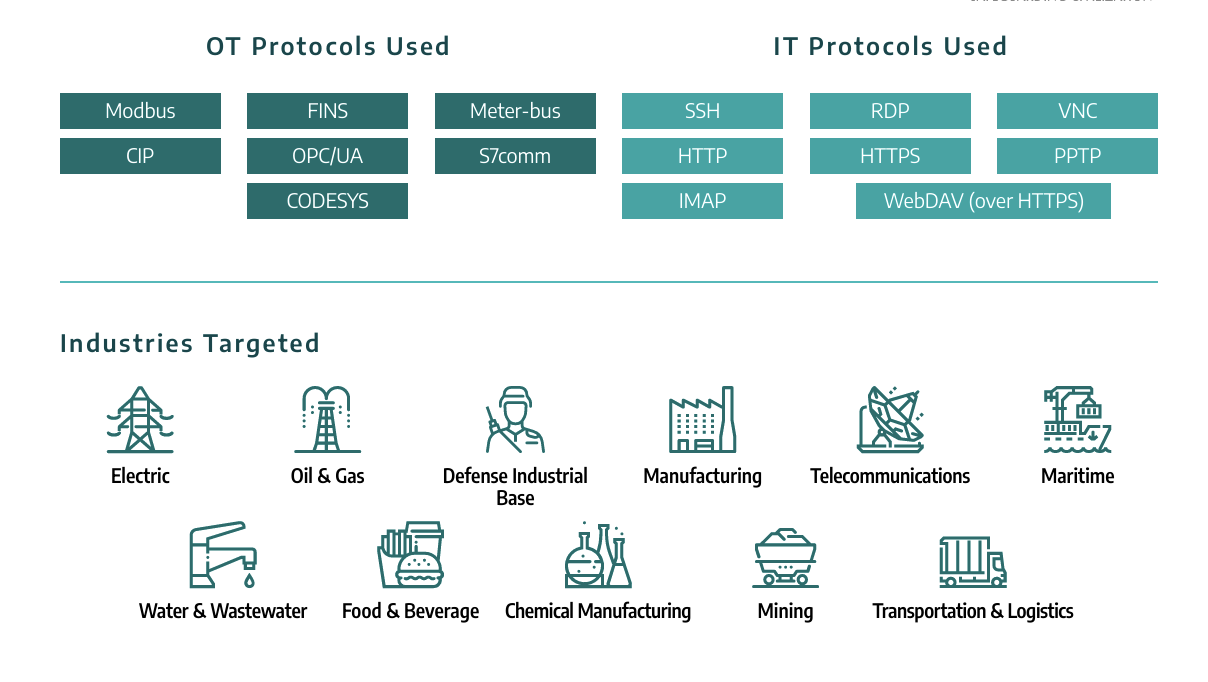 OT Protocols Used
IT Protocols Used
Modbus
FINS
Meter-bus
SSH
RDP
VNC
CIP
OPC/UA
S7comm
HTTP
HTTPS
PPTP
CODESYS
IMAP
WebDAV (over HTTPS)
Industries Targeted
Electric
Oil & Gas
Defense Industrial
Base
Manufacturing
Telecommunications
Maritime
Water & Wastewater
Food & Beverage
Chemical Manufacturing
Mining
Transportation & Logistics